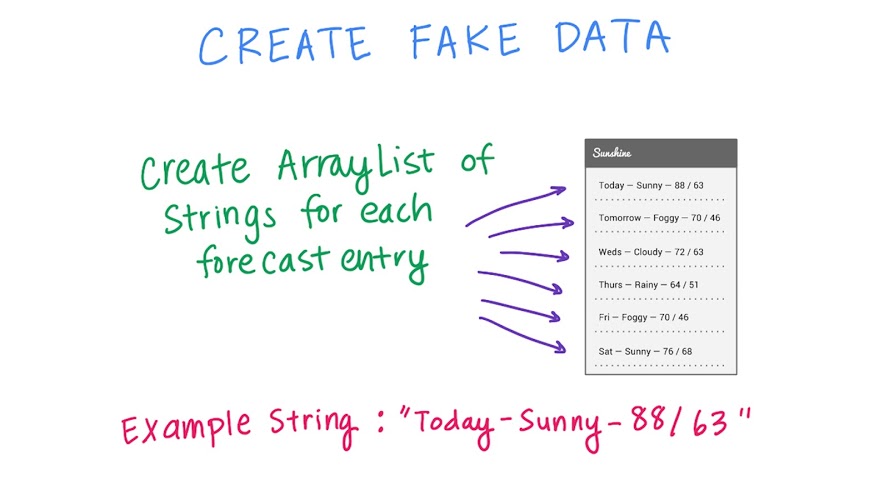 CREATE FAKE DATA
Create ArrayList of
Strings for each
forecast entry
Sunshine
Today – Sunny – 88 / 63
Tomorrow – Foggy – 70 / 46
Weds – Cloudy – 72 / 63
Thurs – Rainy – 64 / 51
Fri – Foggy – 70 / 46
Sat – Sunny – 76 / 68
Example String : "Today-Sunny-88/63"